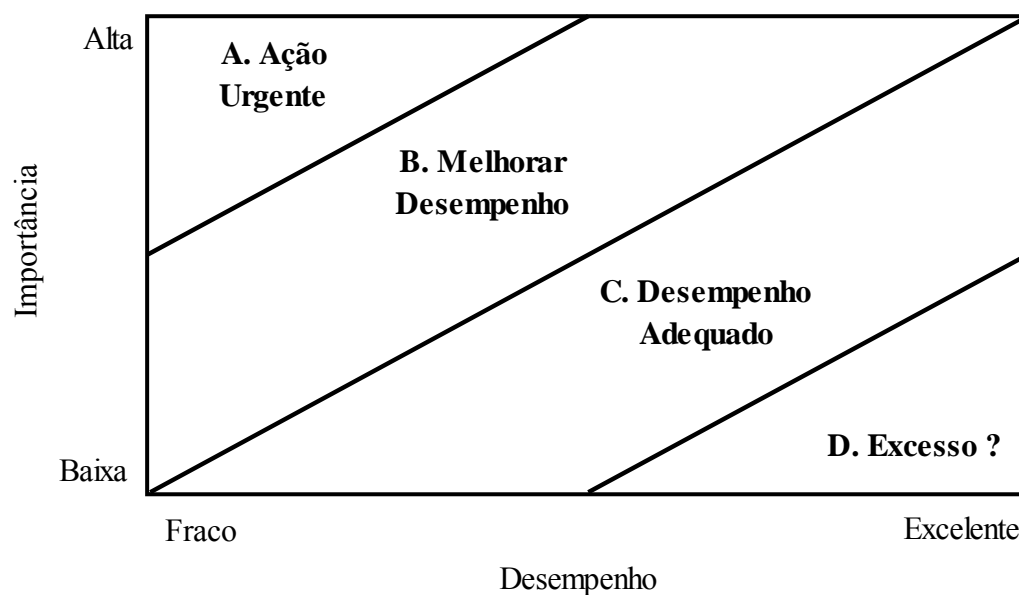 Alta
A. Ação
Urgente
B. Melhorar
Desempenho
Importância
C. Desempenho
Adequado
D. Excesso ?
Baixa
Fraco
Excelente
Desempenho